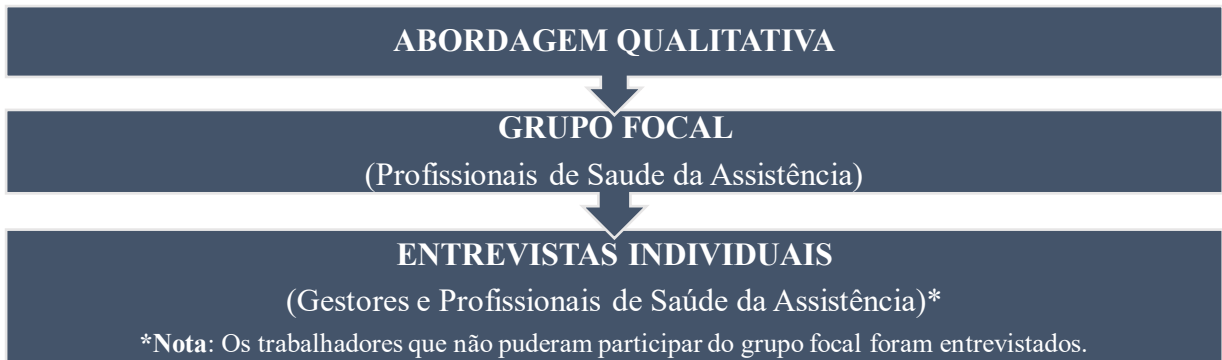 ABORDAGEM QUALITATIVA
GRUPO FOCAL
(Profissionais de Saude da Assistência)
ENTREVISTAS INDIVIDUAIS
(Gestores e Profissionais de Saúde da Assistência)*
*Nota: Os trabalhadores que não puderam participar do grupo focal foram entrevistados.